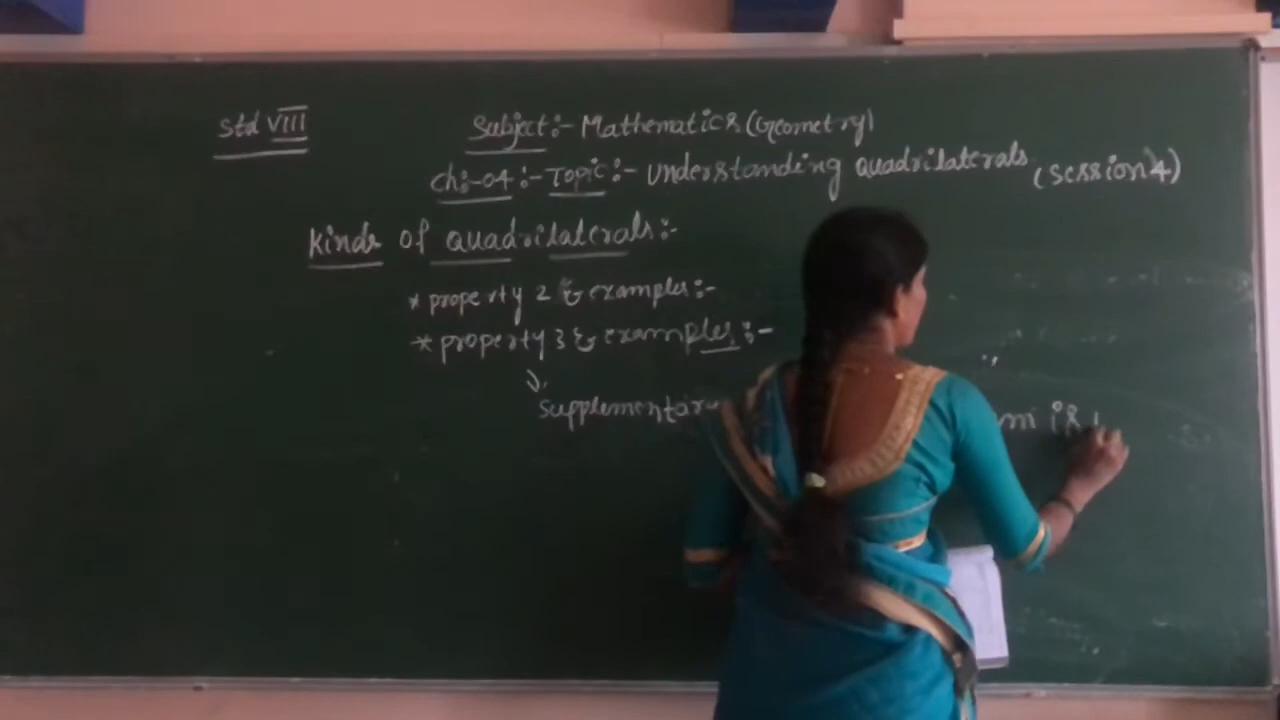 Std VIII
Subject:- Mathematics (Geometry)
Ch:-04:- Topic:- Understanding quadrilaterals (session 4)
Kinds of quadrilaterals:-
* property 2 & examples:-
* property 3 & examples:-
Supplementary is